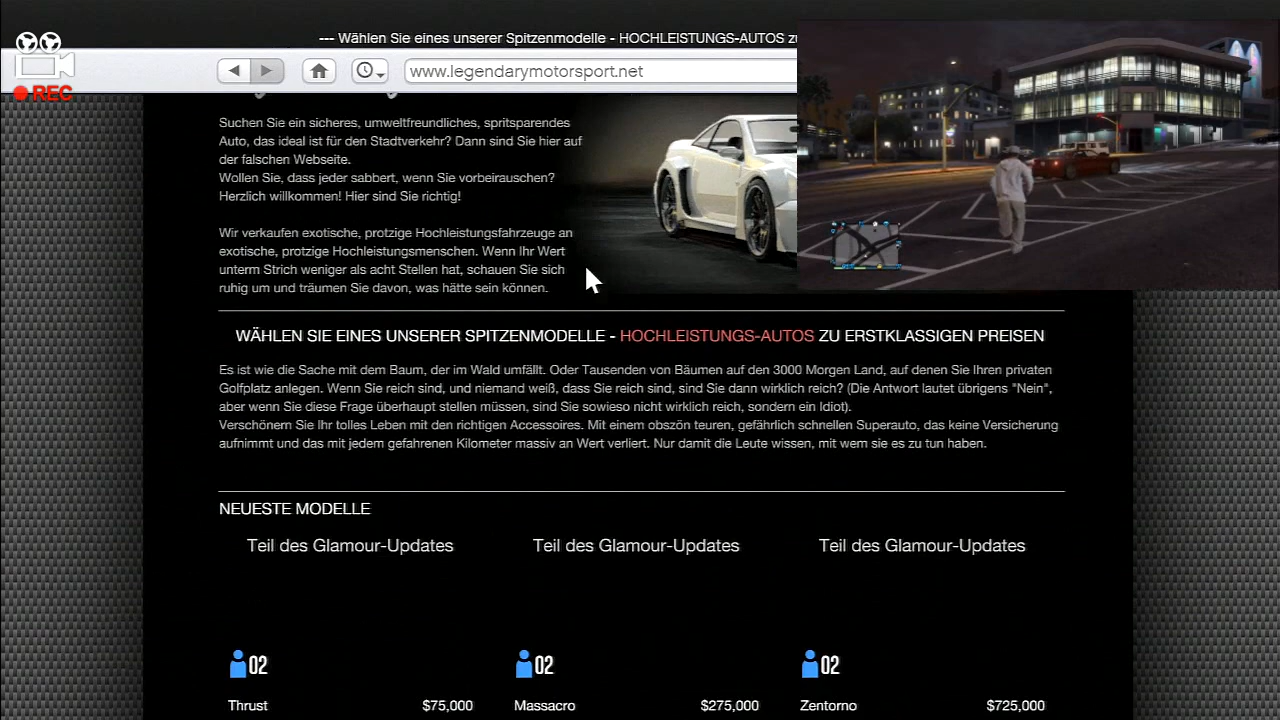 --- Wählen Sie eines unserer Spitzenmodelle - HOCHLEISTUNGS-AUTOS
REC
www.legendarymotorsport.net
Suchen Sie ein sicheres, umweltfreundliches, spritsparendes
Auto, das ideal ist für den Stadtverkehr? Dann sind Sie hier auf
der falschen Webseite.
Wollen Sie, dass jeder sabbert, wenn Sie vorbeirauschen?
Herzlich willkommen! Hier sind Sie richtig!
Wir verkaufen exotische, protzige Hochleistungsfahrzeuge an
exotische, protzige Hochleistungsmenschen. Wenn Ihr Wert
unterm Strich weniger als acht Stellen hat, schauen Sie sich
ruhig um und träumen Sie davon, was hätte sein können.
WÄHLEN SIE EINES UNSERER SPITZENMODELLE - HOCHLEISTUNGS-AUTOS ZU ERSTKLASSIGEN PREISEN
Es ist wie die Sache mit dem Baum, der im Wald umfällt. Oder Tausenden von Bäumen auf den 3000 Morgen Land, auf denen Sie Ihren privaten
Golfplatz anlegen. Wenn Sie reich sind, und niemand weiß, dass Sie reich sind, sind Sie dann wirklich reich? (Die Antwort lautet übrigens "Nein",
aber wenn Sie diese Frage überhaupt stellen müssen, sind Sie sowieso nicht wirklich reich, sondern ein Idiot).
Verschönern Sie Ihr tolles Leben mit den richtigen Accessoires. Mit einem obszön teuren, gefährlich schnellen Superauto, das keine Versicherung
aufnimmt und das mit jedem gefahrenen Kilometer massiv an Wert verliert. Nur damit die Leute wissen, mit wem sie es zu tun haben.
NEUESTE MODELLE
Teil des Glamour-Updates Teil des Glamour-Updates Teil des Glamour-Updates
02 02 02
Thrust $75,000 Massacro $275,000 Zentorno $725,000